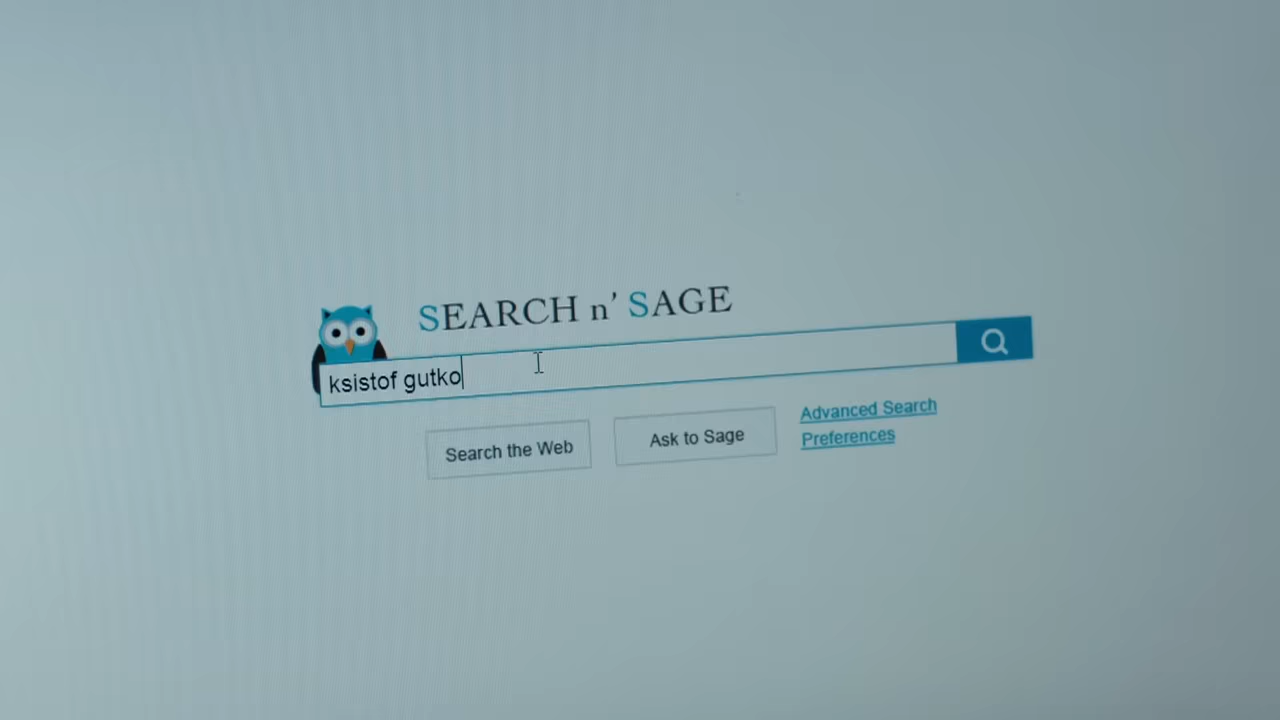 SEARCH n' SAGE
ksistof gutko
Search the Web
Ask to Sage
Advanced Search
Preferences